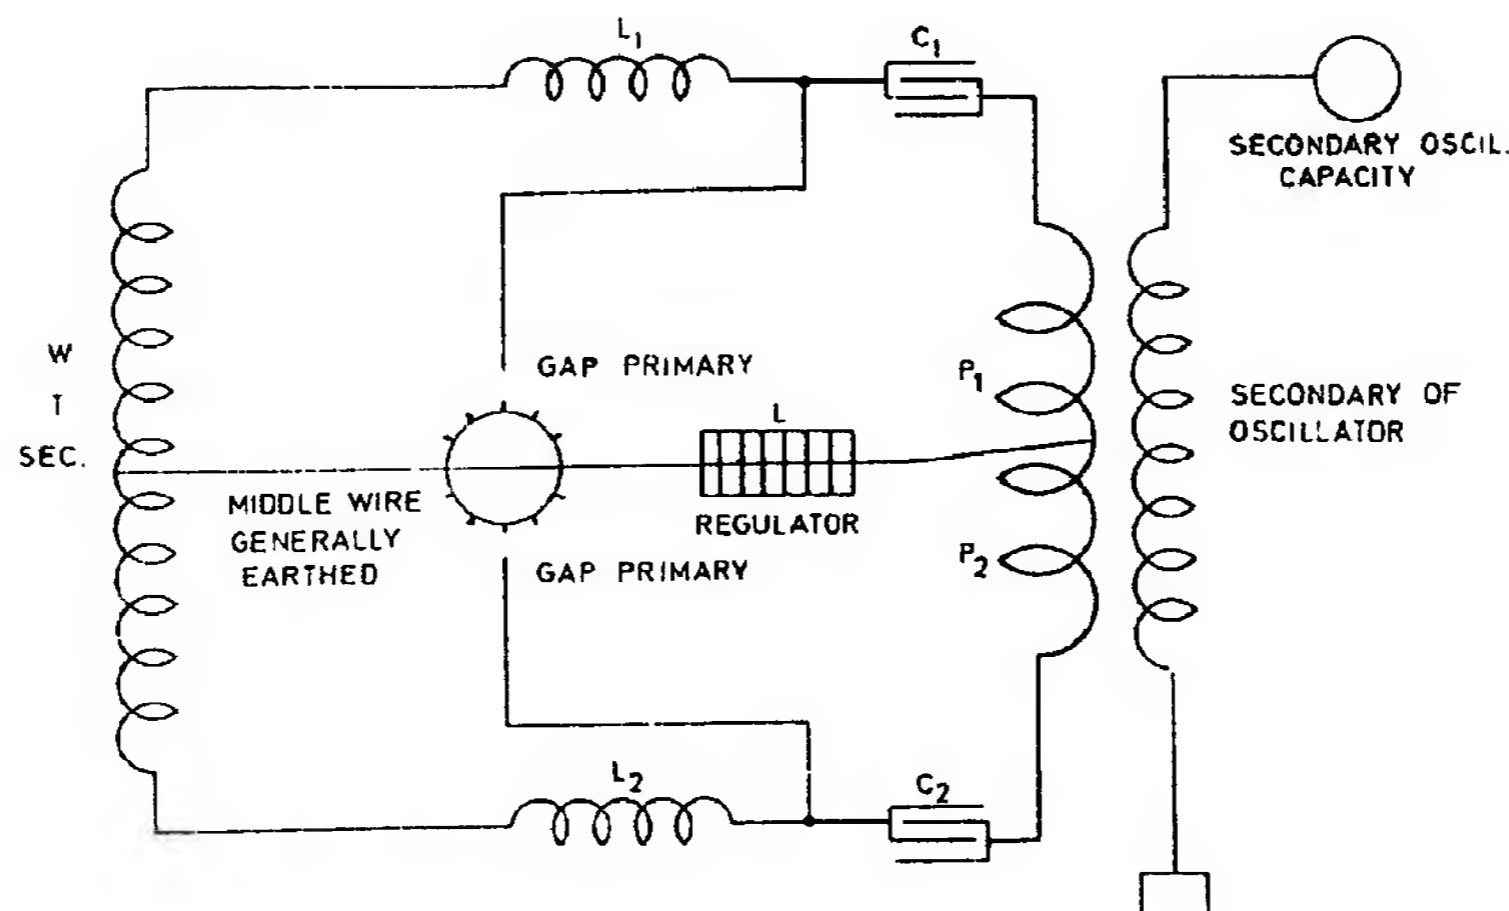 L1
C1
SECONDARY OSCIL.
CAPACITY
W
T
SEC.
GAP PRIMARY
P1
L
SECONDARY OF
OSCILLATOR
MIDDLE WIRE
GENERALLY
EARTHED
REGULATOR
GAP PRIMARY
P2
L2
C2